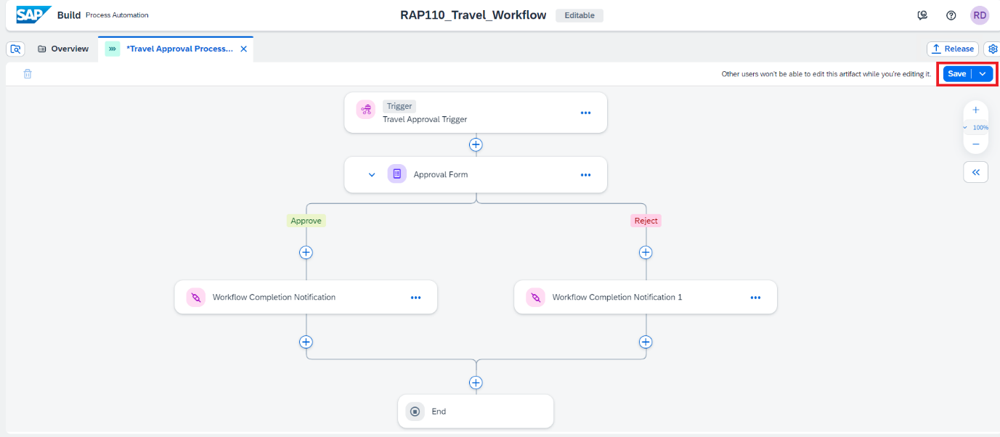 SAP Build Process Automation
RAP110_Travel_Workflow Editable
RD
Overview
*Travel Approval Process...
Release
Other users won't be able to edit this artifact while you're editing it.
Save
Trigger
Travel Approval Trigger
100%
Approval Form
Approve
Reject
Workflow Completion Notification
Workflow Completion Notification 1
End